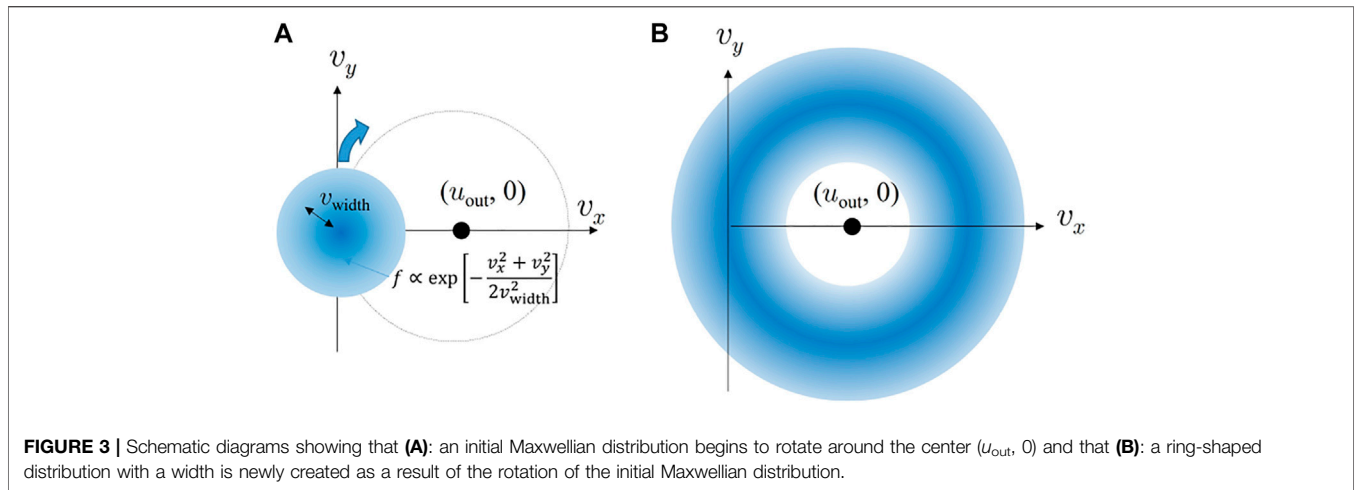 A
v_y
v_width
(u_out, 0)
v_x
f ∝ exp[-(v_x^2 + v_y^2)/(2v_width^2)]
B
v_y
(u_out, 0)
v_x
FIGURE 3 | Schematic diagrams showing that (A): an initial Maxwellian distribution begins to rotate around the center (u_out, 0) and that (B): a ring-shaped
distribution with a width is newly created as a result of the rotation of the initial Maxwellian distribution.